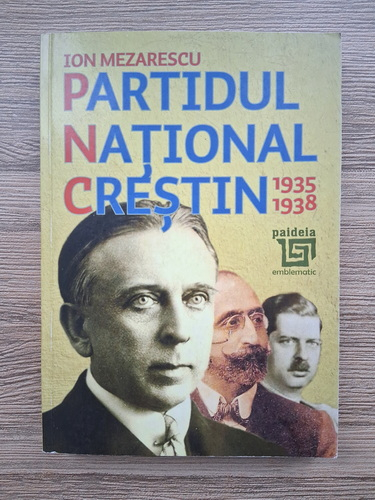 ION MEZARESCU
PARTIDUL
NAȚIONAL
CREȘTIN 1935
1938
paideia
emblematic